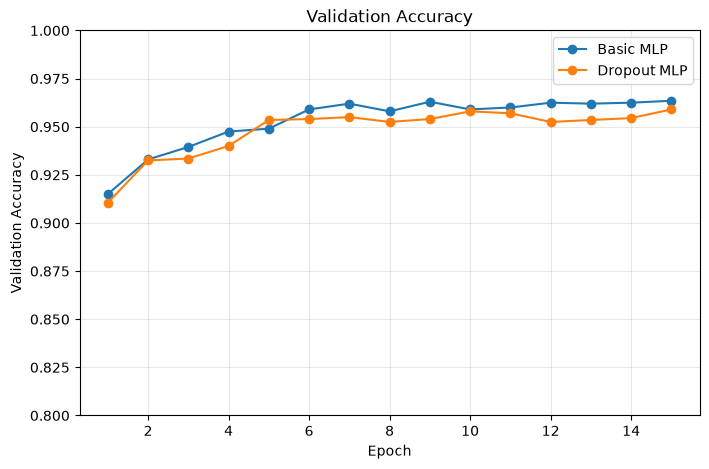 Validation Accuracy
Basic MLP
Dropout MLP
1.000
0.975
0.950
0.925
0.900
0.875
0.850
0.825
0.800
Validation Accuracy
2 4 6 8 10 12 14
Epoch